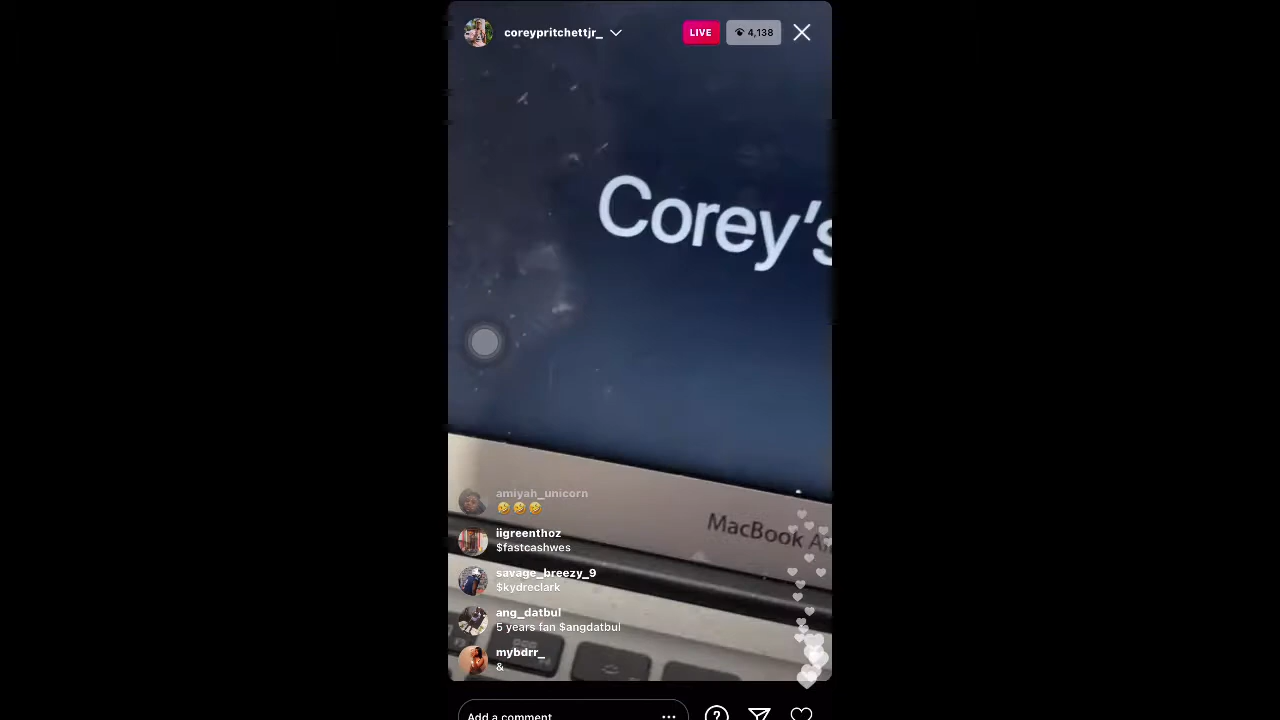 coreypritchettjr_
LIVE
4,138
Corey's
MacBook
amiyah_unicorn
🤣🤣🤣
iigreenthoz
$fastcashwes
savage_breezy_9
$kydreclark
ang_datbul
5 years fan $angdatbul
mybdrr_
&
Add a comment